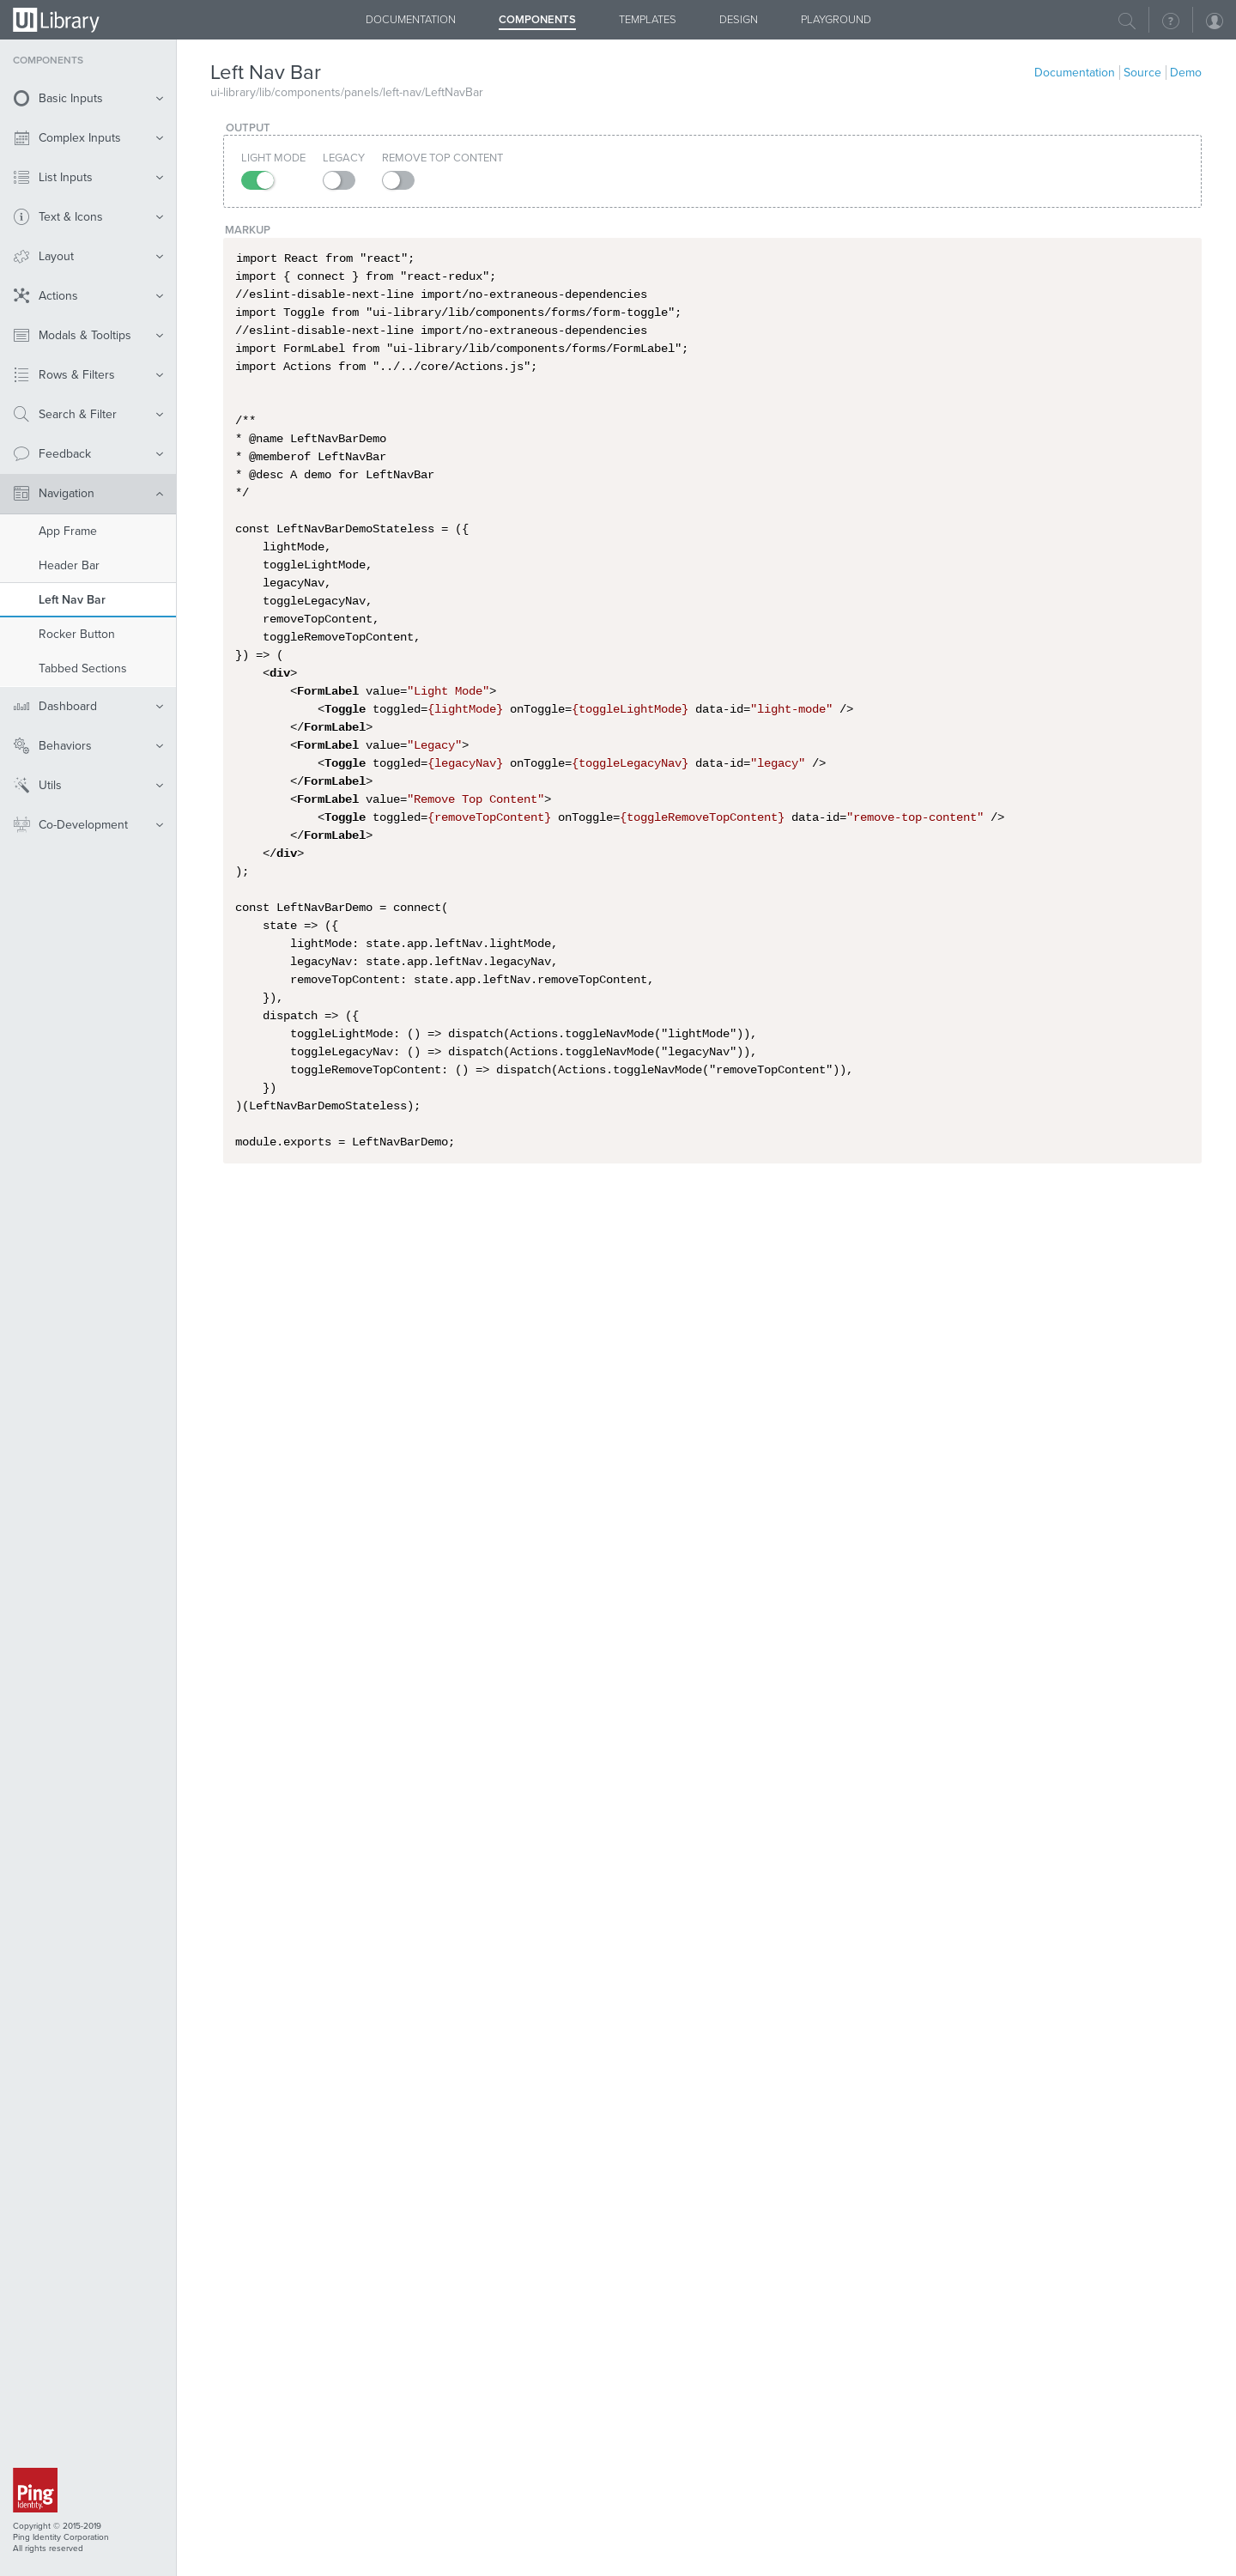 UI Library
DOCUMENTATION
COMPONENTS
TEMPLATES
DESIGN
PLAYGROUND
?
COMPONENTS
Basic Inputs
Complex Inputs
List Inputs
Text & Icons
Layout
Actions
Modals & Tooltips
Rows & Filters
Search & Filter
Feedback
Navigation
App Frame
Header Bar
Left Nav Bar
Rocker Button
Tabbed Sections
Dashboard
Behaviors
Utils
Co-Development
Ping
Identity.
Copyright © 2015-2019
Ping Identity Corporation
All rights reserved
Left Nav Bar
Documentation
Source
Demo
ui-library/lib/components/panels/left-nav/LeftNavBar
OUTPUT
LIGHT MODE
LEGACY
REMOVE TOP CONTENT
MARKUP
import React from "react";
import { connect } from "react-redux";
//eslint-disable-next-line import/no-extraneous-dependencies
import Toggle from "ui-library/lib/components/forms/form-toggle";
//eslint-disable-next-line import/no-extraneous-dependencies
import FormLabel from "ui-library/lib/components/forms/FormLabel";
import Actions from "../../core/Actions.js";
/**
* @name LeftNavBarDemo
* @memberof LeftNavBar
* @desc A demo for LeftNavBar
*/
const LeftNavBarDemoStateless = ({
    lightMode,
    toggleLightMode,
    legacyNav,
    toggleLegacyNav,
    removeTopContent,
    toggleRemoveTopContent,
}) => (
    <div>
        <FormLabel value="Light Mode">
            <Toggle toggled={lightMode} onToggle={toggleLightMode} data-id="light-mode" />
        </FormLabel>
        <FormLabel value="Legacy">
            <Toggle toggled={legacyNav} onToggle={toggleLegacyNav} data-id="legacy" />
        </FormLabel>
        <FormLabel value="Remove Top Content">
            <Toggle toggled={removeTopContent} onToggle={toggleRemoveTopContent} data-id="remove-top-content" />
        </FormLabel>
    </div>
);
const LeftNavBarDemo = connect(
    state => ({
        lightMode: state.app.leftNav.lightMode,
        legacyNav: state.app.leftNav.legacyNav,
        removeTopContent: state.app.leftNav.removeTopContent,
    }),
    dispatch => ({
        toggleLightMode: () => dispatch(Actions.toggleNavMode("lightMode")),
        toggleLegacyNav: () => dispatch(Actions.toggleNavMode("legacyNav")),
        toggleRemoveTopContent: () => dispatch(Actions.toggleNavMode("removeTopContent")),
    })
)(LeftNavBarDemoStateless);
module.exports = LeftNavBarDemo;